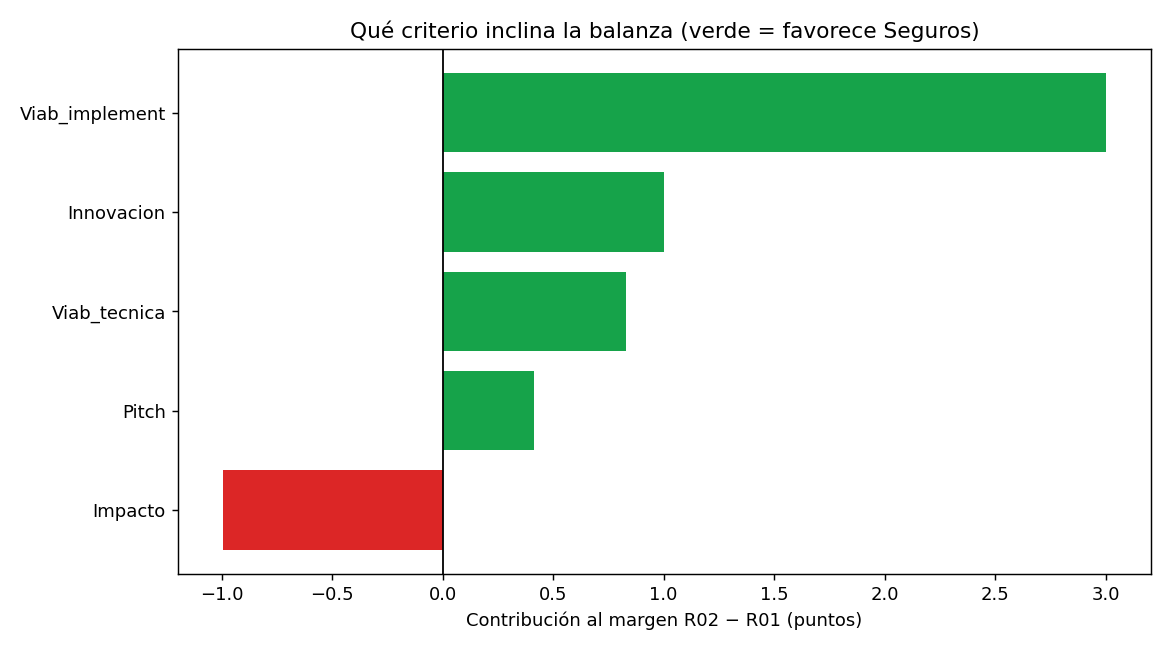 Qué criterio inclina la balanza (verde = favorece Seguros)
Viab_implement
Innovacion
Viab_tecnica
Pitch
Impacto
−1.0 −0.5 0.0 0.5 1.0 1.5 2.0 2.5 3.0
Contribución al margen R02 − R01 (puntos)